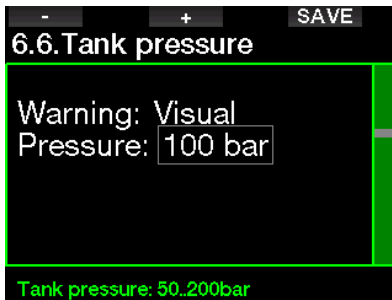 - + SAVE
6.6.Tank pressure
Warning: Visual
Pressure: 100 bar
Tank pressure: 50..200bar